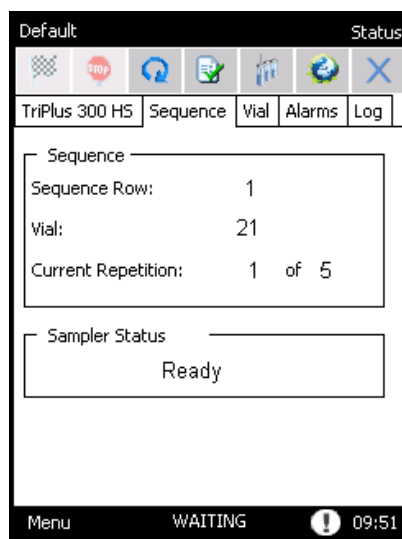 Default Status
STOP
TriPlus 300 HS Sequence Vial Alarms Log
Sequence
Sequence Row: 1
Vial: 21
Current Repetition: 1 of 5
Sampler Status
Ready
Menu WAITING ! 09:51